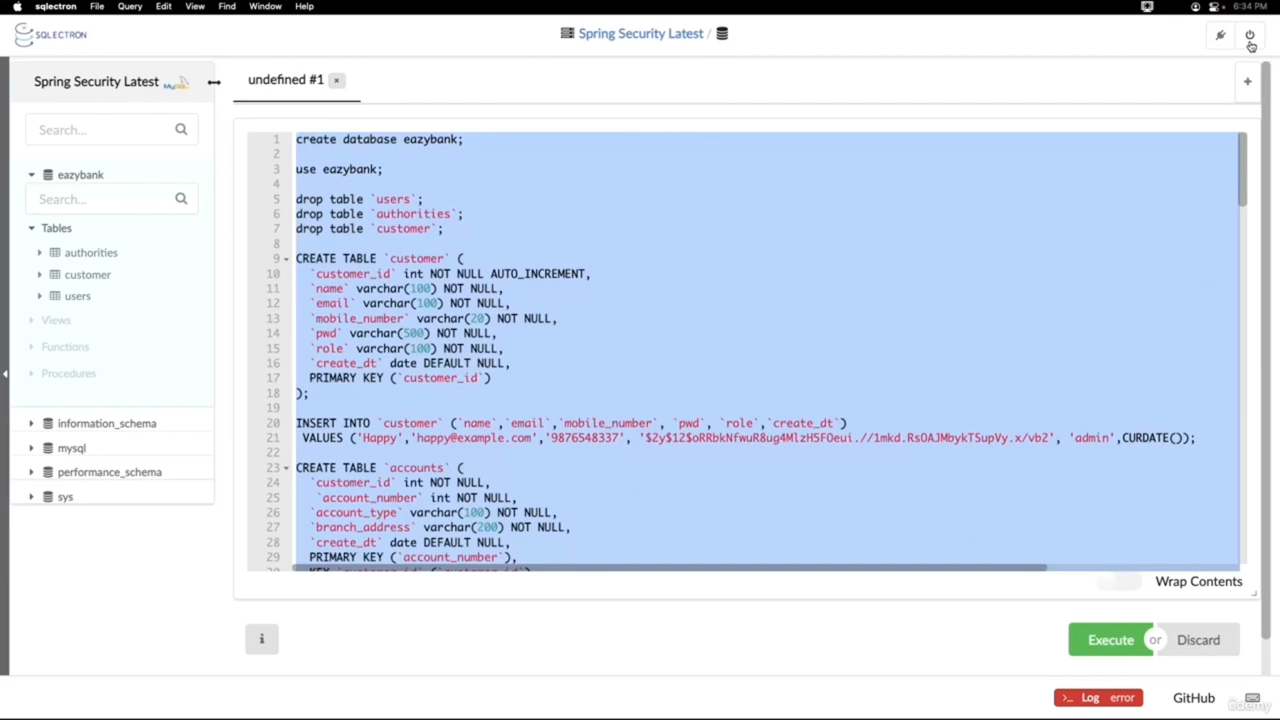 sqlectron File Query Edit View Find Window Help 6:34 PM
SQLECTRON
Spring Security Latest /
Spring Security Latest MySQL
undefined #1 ×
+
Search...
eazybank
Search...
Tables
authorities
customer
users
Views
Functions
Procedures
information_schema
mysql
performance_schema
sys
1 create database eazybank;
2
3 use eazybank;
4
5 drop table `users`;
6 drop table `authorities`;
7 drop table `customer`;
8
9 CREATE TABLE `customer` (
10 `customer_id` int NOT NULL AUTO_INCREMENT,
11 `name` varchar(100) NOT NULL,
12 `email` varchar(100) NOT NULL,
13 `mobile_number` varchar(20) NOT NULL,
14 `pwd` varchar(500) NOT NULL,
15 `role` varchar(100) NOT NULL,
16 `create_dt` date DEFAULT NULL,
17 PRIMARY KEY (`customer_id`)
18 );
19
20 INSERT INTO `customer` (`name`,`email`,`mobile_number`, `pwd`, `role`,`create_dt`)
21 VALUES ('Happy','happy@example.com','9876548337', '$2y$12$oRRbkNfwuR8ug4MlzH5FOeui.//1mkd.RsOAJMbykTSupVy.x/vb2', 'admin',CURDATE());
22
23 CREATE TABLE `accounts` (
24 `customer_id` int NOT NULL,
25 `account_number` int NOT NULL,
26 `account_type` varchar(100) NOT NULL,
27 `branch_address` varchar(200) NOT NULL,
28 `create_dt` date DEFAULT NULL,
29 PRIMARY KEY (`account_number`),
Wrap Contents
i
Execute or Discard
>_ Log error GitHub
udemy